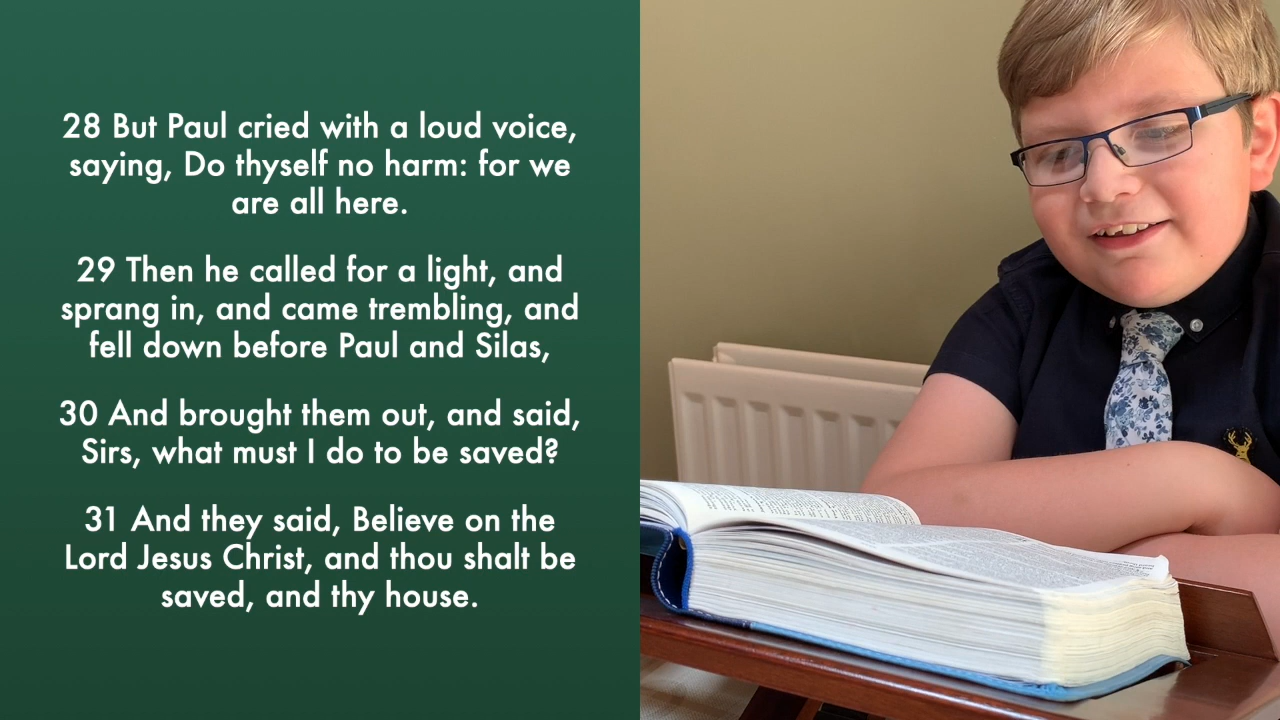 28 But Paul cried with a loud voice,
saying, Do thyself no harm: for we
are all here.
29 Then he called for a light, and
sprang in, and came trembling, and
fell down before Paul and Silas,
30 And brought them out, and said,
Sirs, what must I do to be saved?
31 And they said, Believe on the
Lord Jesus Christ, and thou shalt be
saved, and thy house.